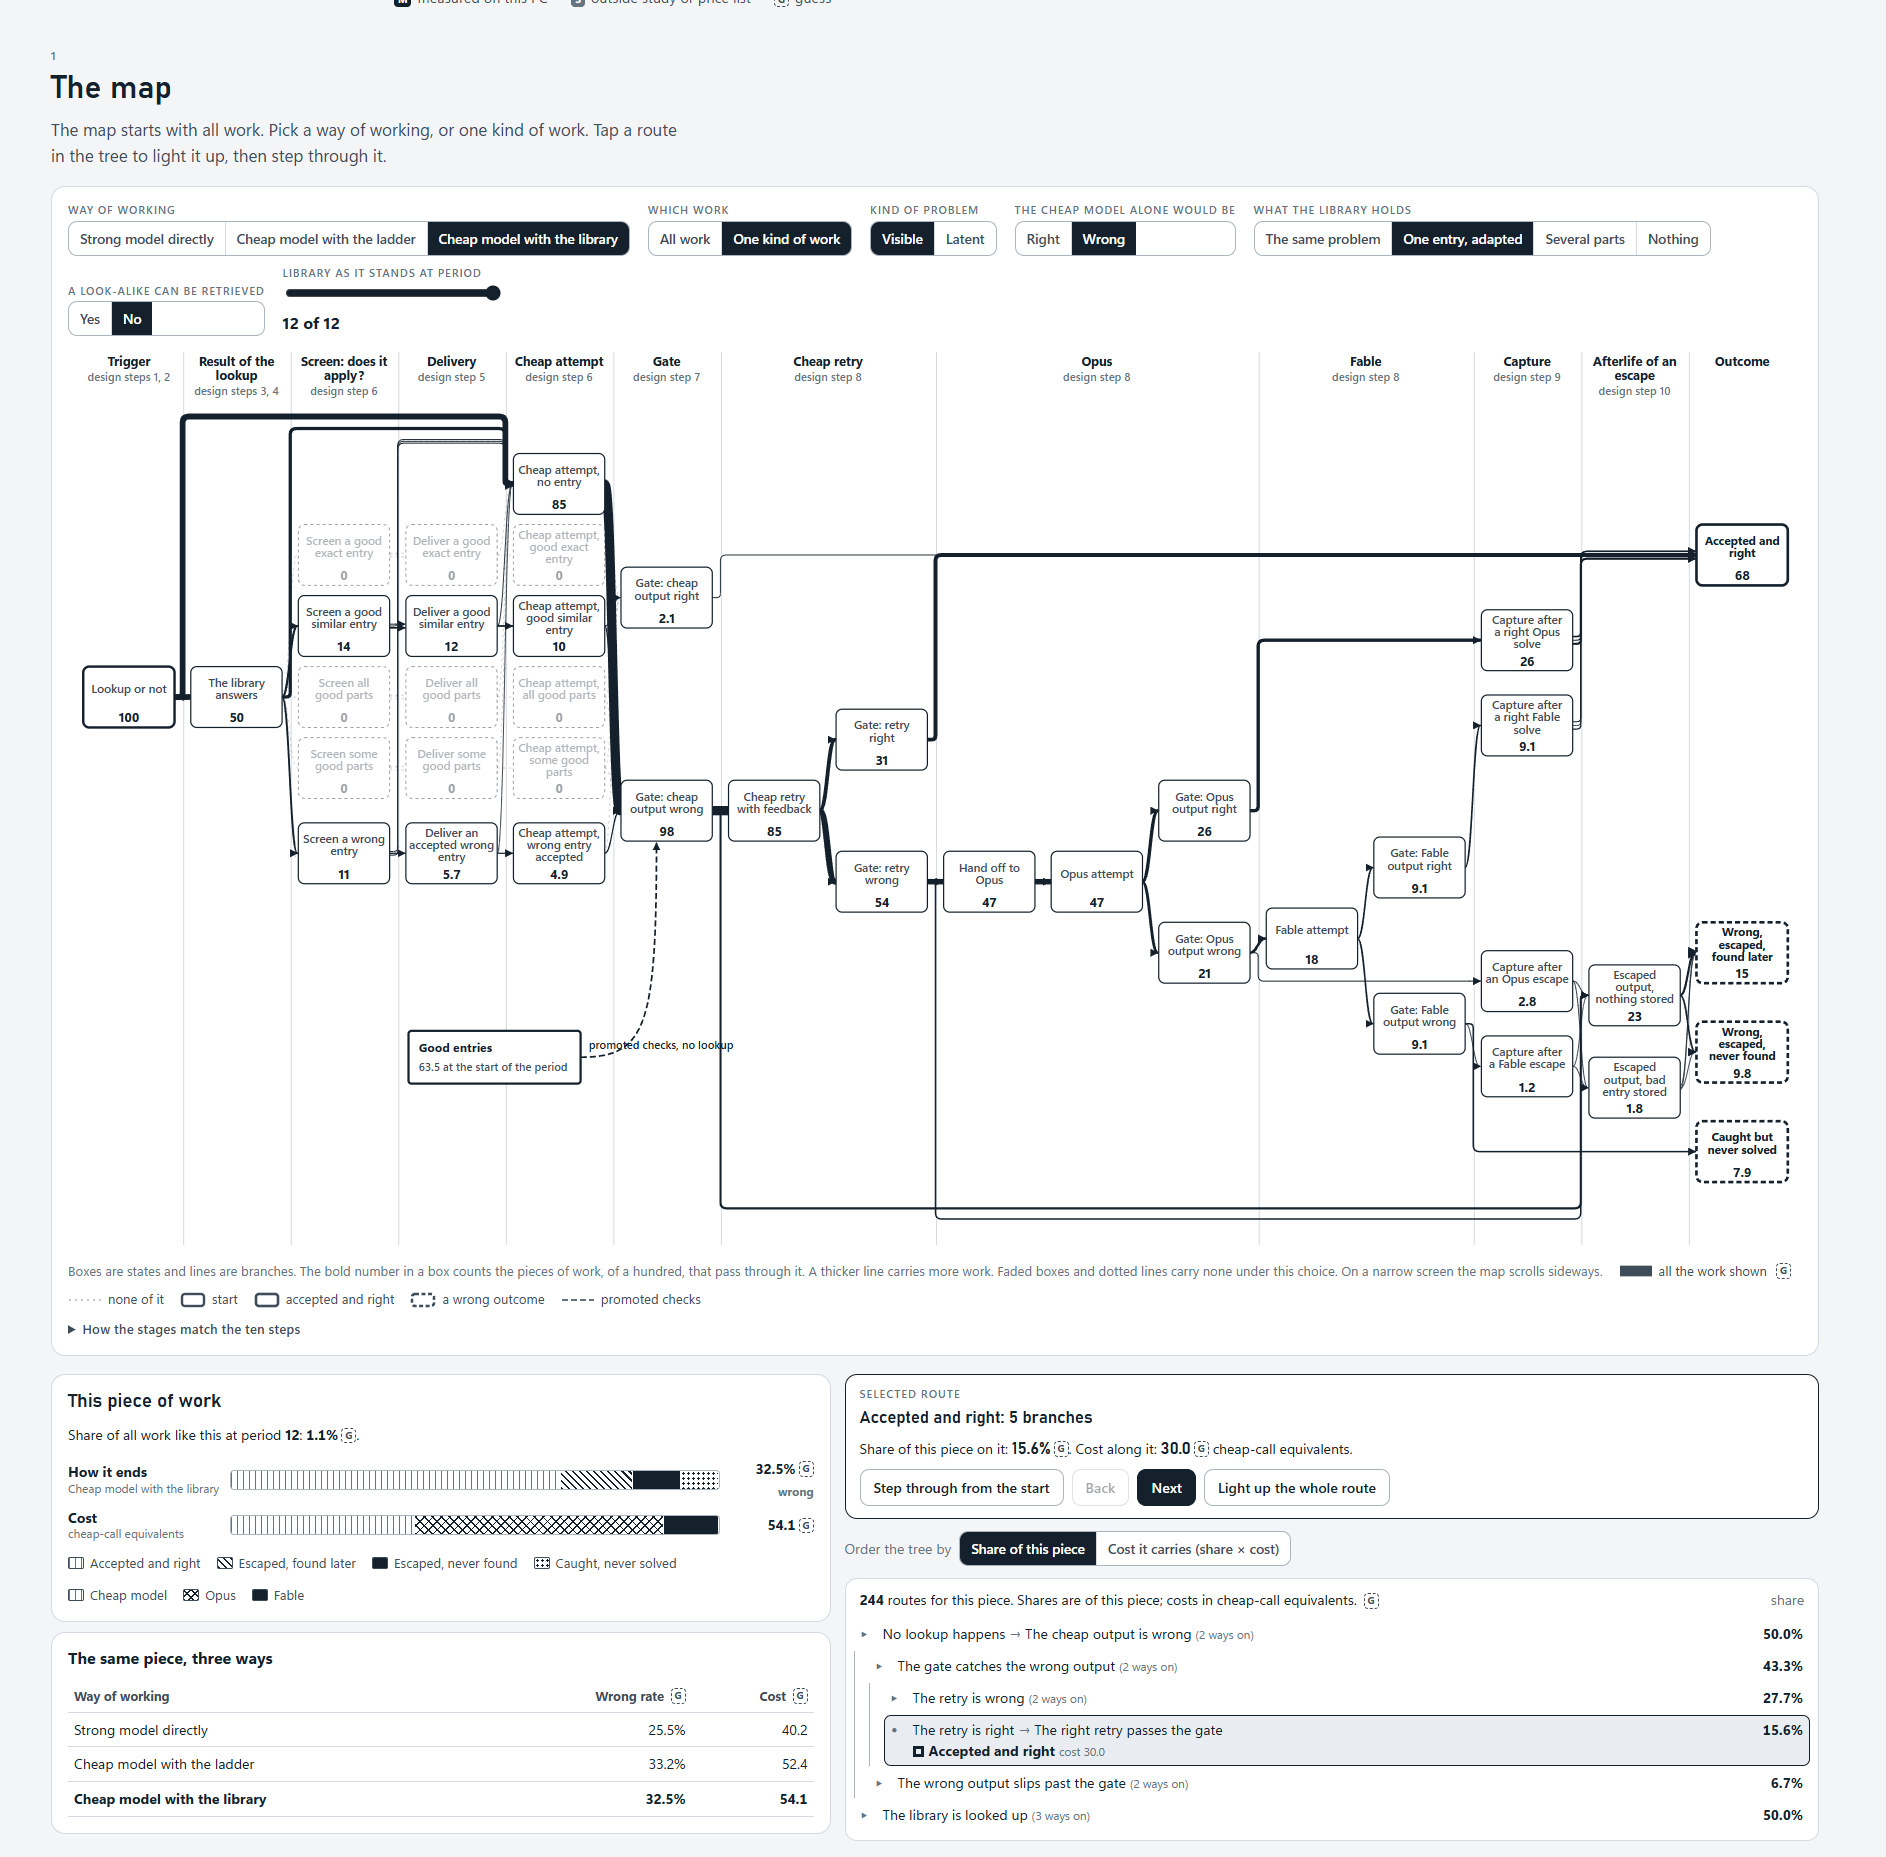 M measured on this PC S outside study or price list G guess
1
The map
The map starts with all work. Pick a way of working, or one kind of work. Tap a route
in the tree to light it up, then step through it.
WAY OF WORKING
Strong model directly
Cheap model with the ladder
Cheap model with the library
WHICH WORK
All work
One kind of work
KIND OF PROBLEM
Visible
Latent
THE CHEAP MODEL ALONE WOULD BE
Right
Wrong
WHAT THE LIBRARY HOLDS
The same problem
One entry, adapted
Several parts
Nothing
A LOOK-ALIKE CAN BE RETRIEVED
Yes
No
LIBRARY AS IT STANDS AT PERIOD
12 of 12
Trigger
design steps 1, 2
Result of the
lookup
design steps 3, 4
Screen: does it
apply?
design step 6
Delivery
design step 5
Cheap attempt
design step 6
Gate
design step 7
Cheap retry
design step 8
Opus
design step 8
Fable
design step 8
Capture
design step 9
Afterlife of an
escape
design step 10
Outcome
Lookup or not
100
The library
answers
50
Screen a good
exact entry
0
Screen a good
similar entry
14
Screen all
good parts
0
Screen some
good parts
0
Screen a wrong
entry
11
Deliver a good
exact entry
0
Deliver a good
similar entry
12
Deliver all
good parts
0
Deliver some
good parts
0
Deliver an
accepted wrong
entry
5.7
Cheap attempt,
no entry
85
Cheap attempt,
good exact
entry
0
Cheap attempt,
good similar
entry
10
Cheap attempt,
all good parts
0
Cheap attempt,
some good
parts
0
Cheap attempt,
wrong entry
accepted
4.9
Gate: cheap
output right
2.1
Gate: cheap
output wrong
98
Cheap retry
with feedback
85
Gate: retry
right
31
Gate: retry
wrong
54
Hand off to
Opus
47
Opus attempt
47
Gate: Opus
output right
26
Gate: Opus
output wrong
21
Fable attempt
18
Gate: Fable
output right
9.1
Gate: Fable
output wrong
9.1
Capture after
a right Opus
solve
26
Capture after
a right Fable
solve
9.1
Capture after
an Opus escape
2.8
Capture after
a Fable escape
1.2
Escaped
output,
nothing stored
23
Escaped
output, bad
entry stored
1.8
Accepted and
right
68
Wrong,
escaped,
found later
15
Wrong,
escaped,
never found
9.8
Caught but
never solved
7.9
Good entries
63.5 at the start of the period
promoted checks, no lookup
Boxes are states and lines are branches. The bold number in a box counts the pieces of work, of a hundred, that pass through it. A thicker line carries more work. Faded boxes and dotted lines carry none under this choice. On a narrow screen the map scrolls sideways.
all the work shown G
none of it
start
accepted and right
a wrong outcome
promoted checks
How the stages match the ten steps
This piece of work
Share of all work like this at period 12: 1.1% G.
How it ends
Cheap model with the library
32.5% G
wrong
Cost
cheap-call equivalents
54.1 G
Accepted and right
Escaped, found later
Escaped, never found
Caught, never solved
Cheap model
Opus
Fable
The same piece, three ways
Way of working Wrong rate G Cost G
Strong model directly 25.5% 40.2
Cheap model with the ladder 33.2% 52.4
Cheap model with the library 32.5% 54.1
SELECTED ROUTE
Accepted and right: 5 branches
Share of this piece on it: 15.6% G. Cost along it: 30.0 G cheap-call equivalents.
Step through from the start
Back
Next
Light up the whole route
Order the tree by
Share of this piece
Cost it carries (share × cost)
244 routes for this piece. Shares are of this piece; costs in cheap-call equivalents. G share
No lookup happens → The cheap output is wrong (2 ways on) 50.0%
The gate catches the wrong output (2 ways on) 43.3%
The retry is wrong (2 ways on) 27.7%
The retry is right → The right retry passes the gate 15.6%
Accepted and right cost 30.0
The wrong output slips past the gate (2 ways on) 6.7%
The library is looked up (3 ways on) 50.0%